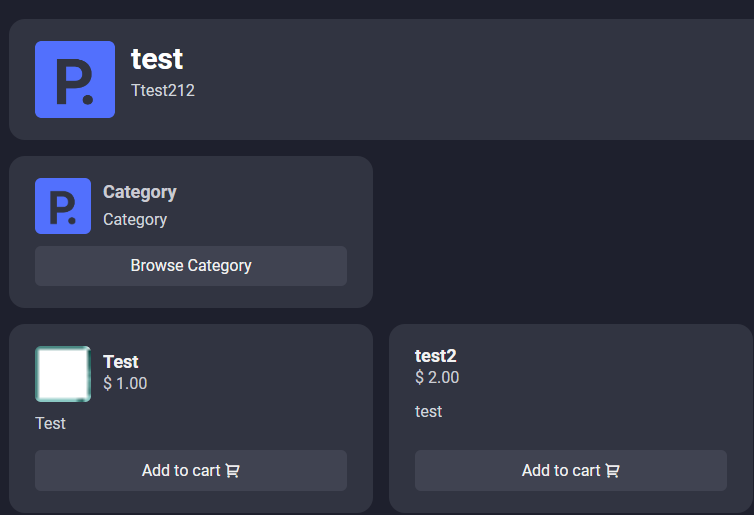 P.
test
Ttest212
P.
Category
Category
Browse Category
Test
$ 1.00
Test
Add to cart
test2
$ 2.00
test
Add to cart